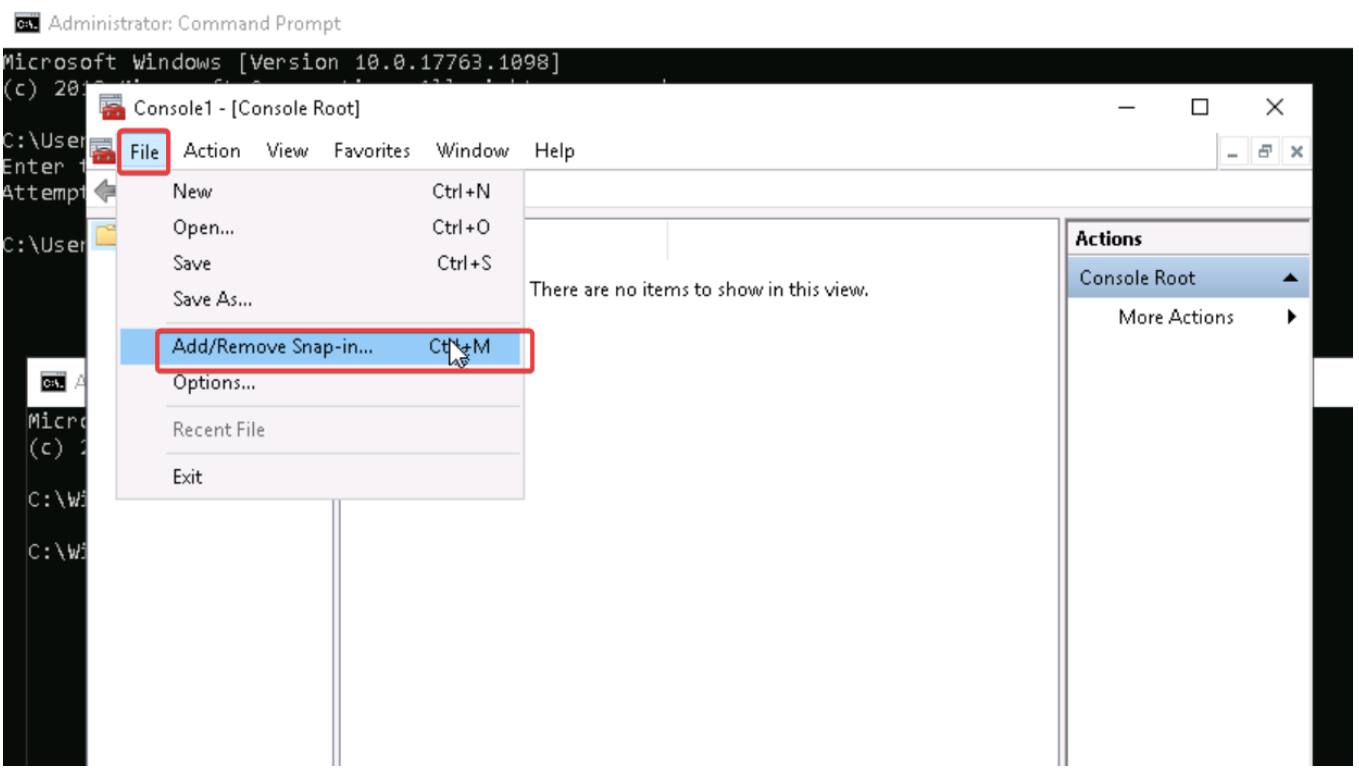 Administrator: Command Prompt
Microsoft Windows [Version 10.0.17763.1098]
(c)
Console1 - [Console Root]
C:\User
File Action View Favorites Window Help
Enter
Attempt
New Ctrl+N
Open... Ctrl+O
C:\User
Save Ctrl+S
Save As...
Add/Remove Snap-in... Ctrl+M
Options...
Recent File
Exit
There are no items to show in this view.
Actions
Console Root
More Actions
Micro
(c)
C:\Wi
C:\Wi